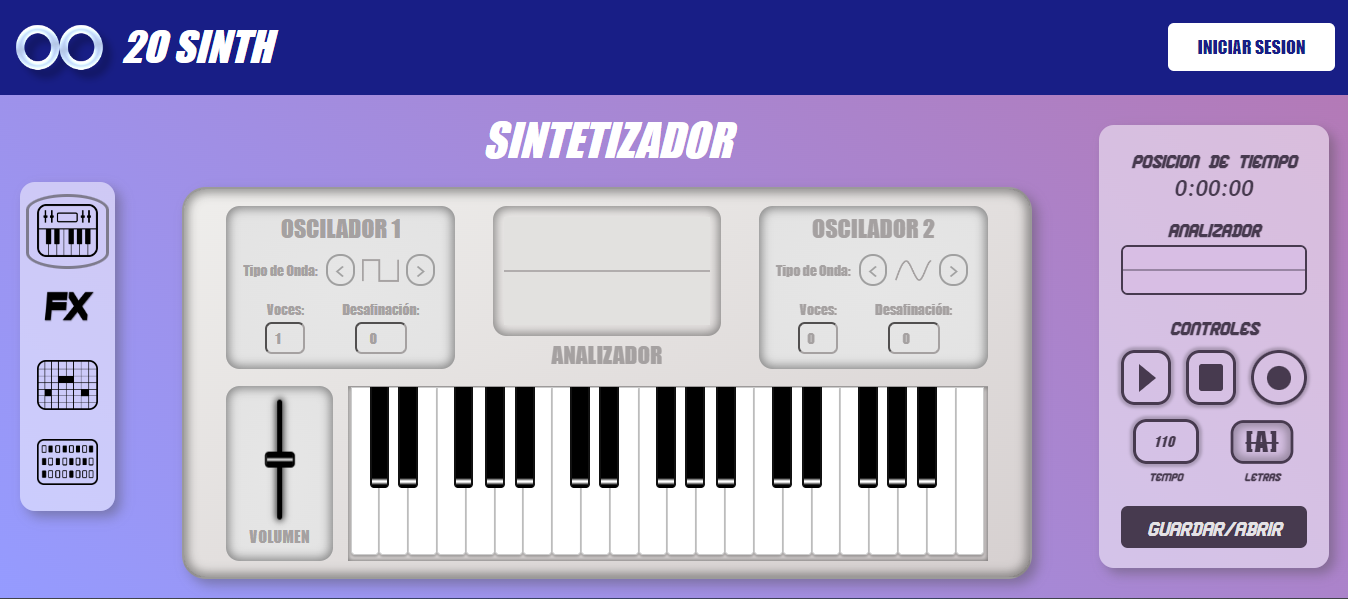 20 SINTH
INICIAR SESION
SINTETIZADOR
FX
OSCILADOR 1
Tipo de Onda: < >
Voces: Desafinación:
1 0
ANALIZADOR
OSCILADOR 2
Tipo de Onda: < >
Voces: Desafinación:
0 0
VOLUMEN
POSICION DE TIEMPO
0:00:00
ANALIZADOR
CONTROLES
110 [A]
TEMPO LETRAS
GUARDAR/ABRIR